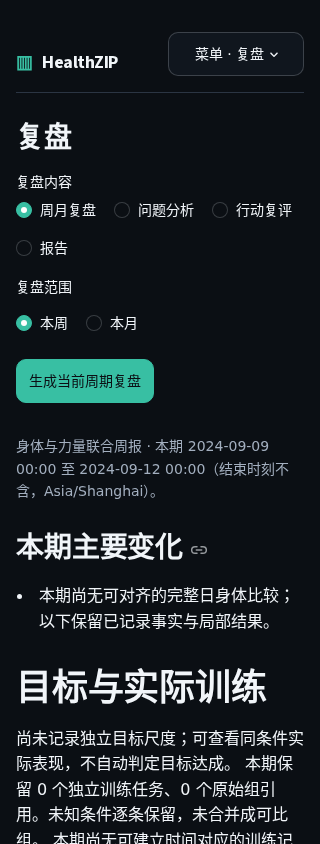 HealthZIP
菜单 · 复盘
复盘
复盘内容
周月复盘 问题分析 行动复评
报告
复盘范围
本周 本月
生成当前周期复盘
身体与力量联合周报 · 本期 2024-09-09
00:00 至 2024-09-12 00:00（结束时刻不
含，Asia/Shanghai）。
本期主要变化
• 本期尚无可对齐的完整日身体比较；
以下保留已记录事实与局部结果。
目标与实际训练
尚未记录独立目标尺度；可查看同条件实
际表现，不自动判定目标达成。 本期保
留 0 个独立训练任务、0 个原始组引
用。未知条件逐条保留，未合并成可比
组。 本期尚无可建立时间对应的训练记